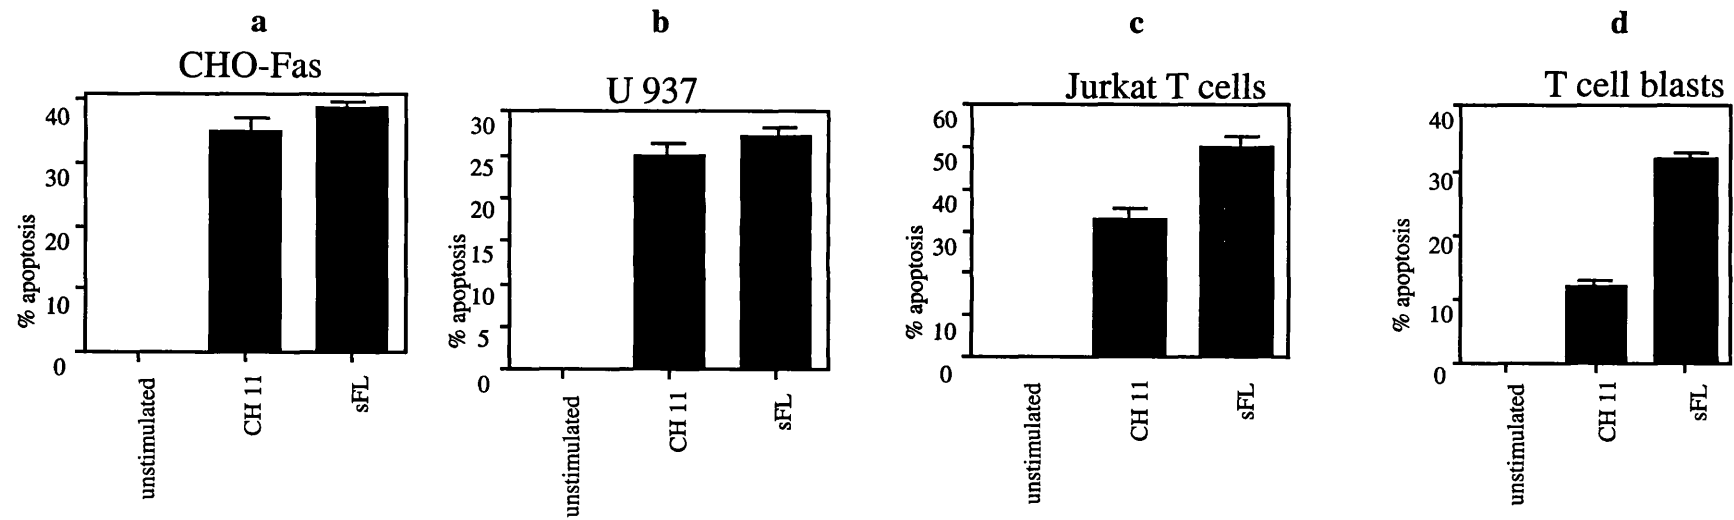 a
CHO-Fas
% apoptosis
40
30
20
10
0
unstimulated
CH 11
sFL
b
U 937
% apoptosis
30
25
20
15
10
5
0
unstimulated
CH 11
sFL
c
Jurkat T cells
% apoptosis
60
50
40
30
10
0
unstimulated
CH 11
sFL
d
T cell blasts
% apoptosis
40
30
20
10
0
unstimulated
CH 11
sFL